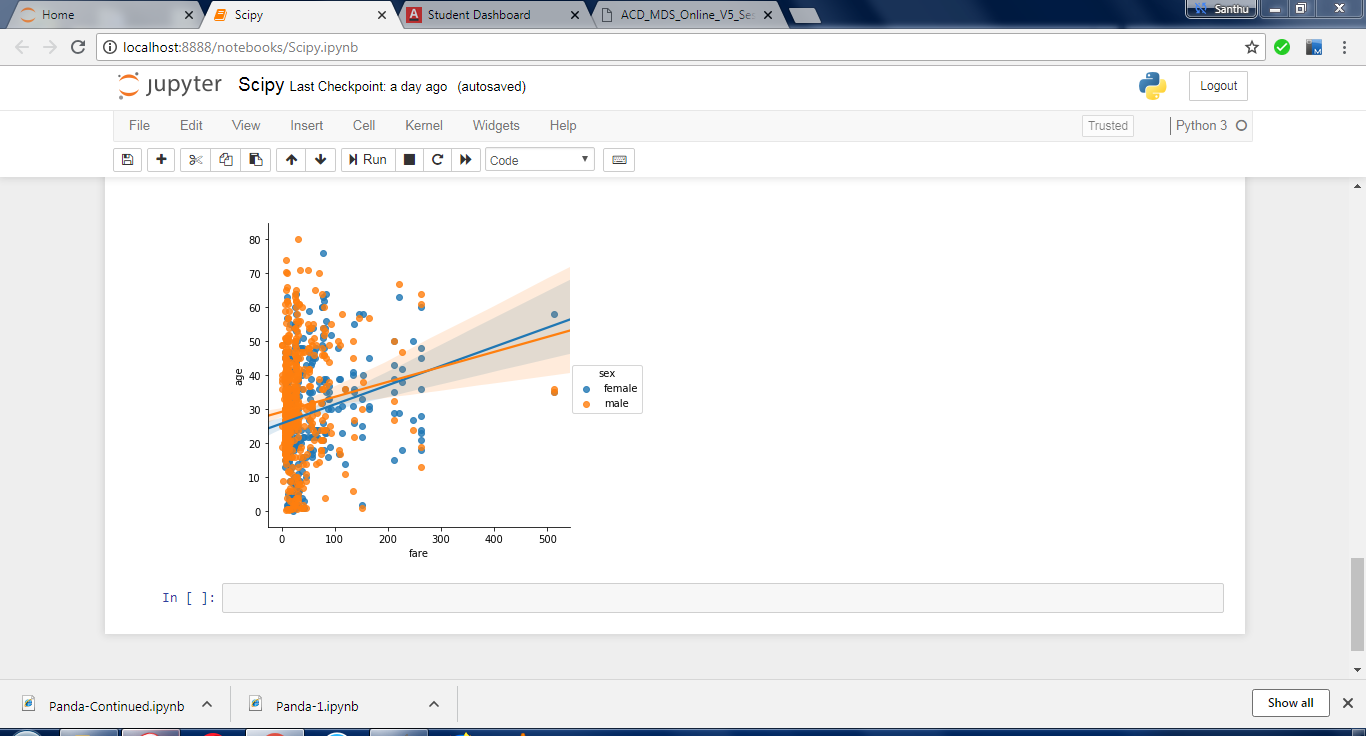 Home
Scipy
Student Dashboard
ACD_MDS_Online_V5_Se
Santhu
localhost:8888/notebooks/Scipy.ipynb
M
jupyter Scipy Last Checkpoint: a day ago (autosaved)
Logout
File Edit View Insert Cell Kernel Widgets Help
Trusted
Python 3
Run
Code
80
70
60
50
40
30
20
10
0
age
0 100 200 300 400 500
fare
sex
female
male
In [ ]:
Panda-Continued.ipynb
Panda-1.ipynb
Show all